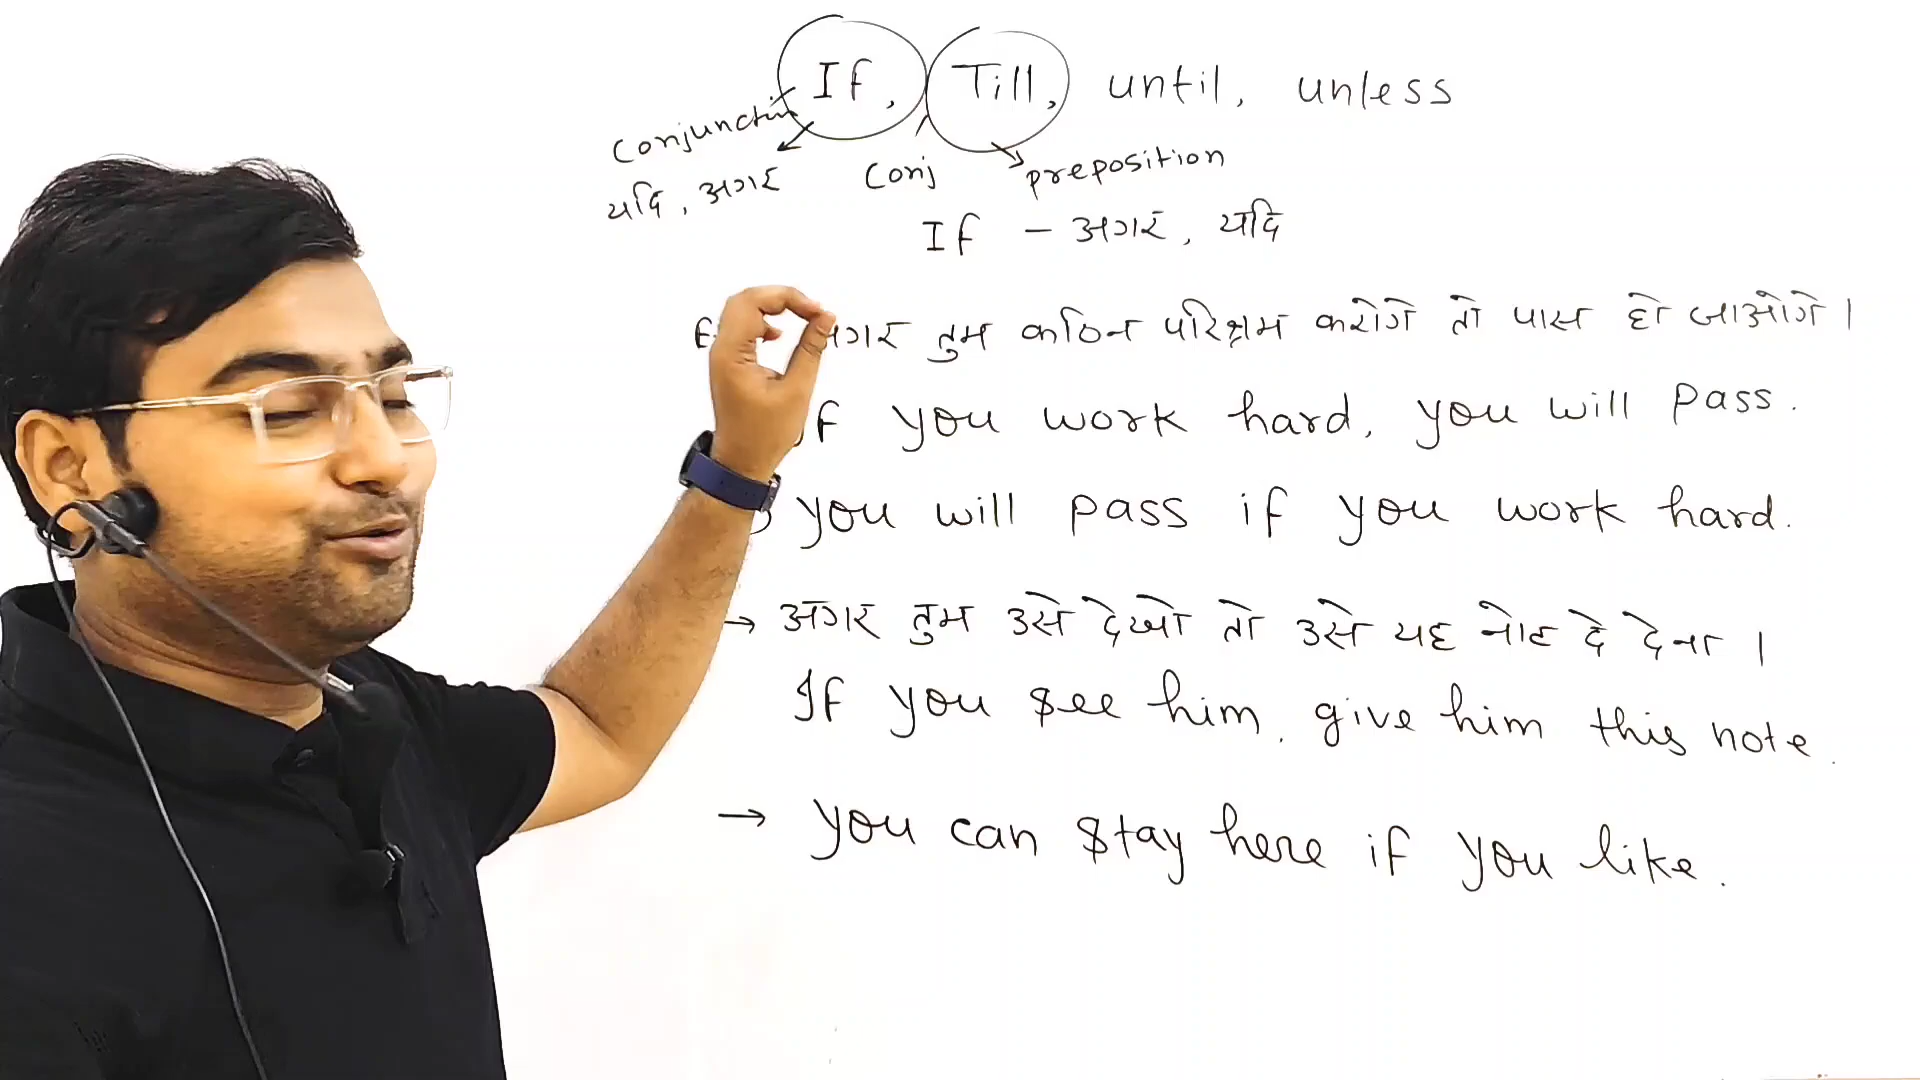 If, Till, until, unless
Conjunction
यदि, अगर
Conj
preposition
If - अगर, यदि
तुम कठिन परिश्रम करोगे तो पास हो जाओगे।
you work hard, you will pass.
you will pass if you work hard.
→ अगर तुम उसे देखो तो उसे यह नोट दे देना।
If you see him, give him this note.
→ you can stay here if you like.